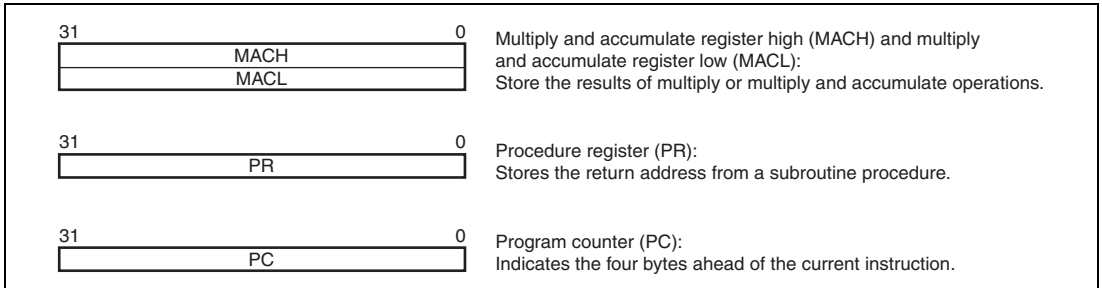 31 0
MACH
MACL
Multiply and accumulate register high (MACH) and multiply
and accumulate register low (MACL):
Store the results of multiply or multiply and accumulate operations.
31 0
PR
Procedure register (PR):
Stores the return address from a subroutine procedure.
31 0
PC
Program counter (PC):
Indicates the four bytes ahead of the current instruction.